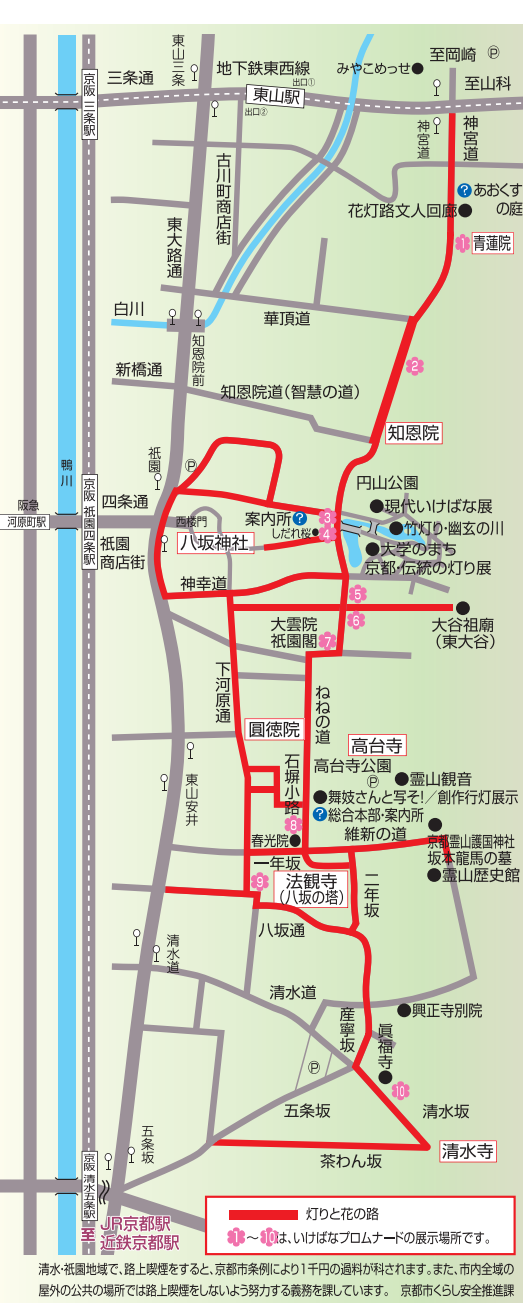 至岡崎 Ⓟ
東山三条
地下鉄東西線
みやこめっせ
至山科
三条通
京阪 三条駅
出口①
東山駅
出口②
神宮道
神宮道
古川町商店街
? あおくすの庭
花灯路文人回廊
1 青蓮院
東大路通
白川
華頂道
知恩院前
新橋通
2
知恩院道(智慧の道)
知恩院
祇園
Ⓟ
鴨川
円山公園
現代いけばな展
阪急
河原町駅
京阪 祇園四条駅
四条通
西楼門
案内所 ?
3
しだれ桜
4
竹灯り・幽玄の川
八坂神社
祇園
商店街
大学のまち
京都・伝統の灯り展
神幸道
5
6
大谷祖廟
(東大谷)
大雲院
祇園閣
7
下河原通
ねねの道
圓徳院
高台寺
石塀小路
高台寺公園
Ⓟ
霊山観音
東山安井
舞妓さんと写そ!/創作行灯展示
? 総合本部・案内所
8
維新の道
春光院
京都霊山護国神社
坂本龍馬の墓
霊山歴史館
一年坂
9
法観寺
(八坂の塔)
二年坂
八坂通
清水道
清水道
産寧坂
興正寺別院
眞福寺
Ⓟ
10
五条坂
清水坂
五条坂
清水寺
茶わん坂
京阪 清水五条駅
至 JR京都駅
近鉄京都駅
灯りと花の路
1~10は、いけばなプロムナードの展示場所です。
清水・祇園地域で、路上喫煙をすると、京都市条例により1千円の過料が科されます。また、市内全域の
屋外の公共の場所では路上喫煙をしないよう努力する義務を課しています。 京都市くらし安全推進課